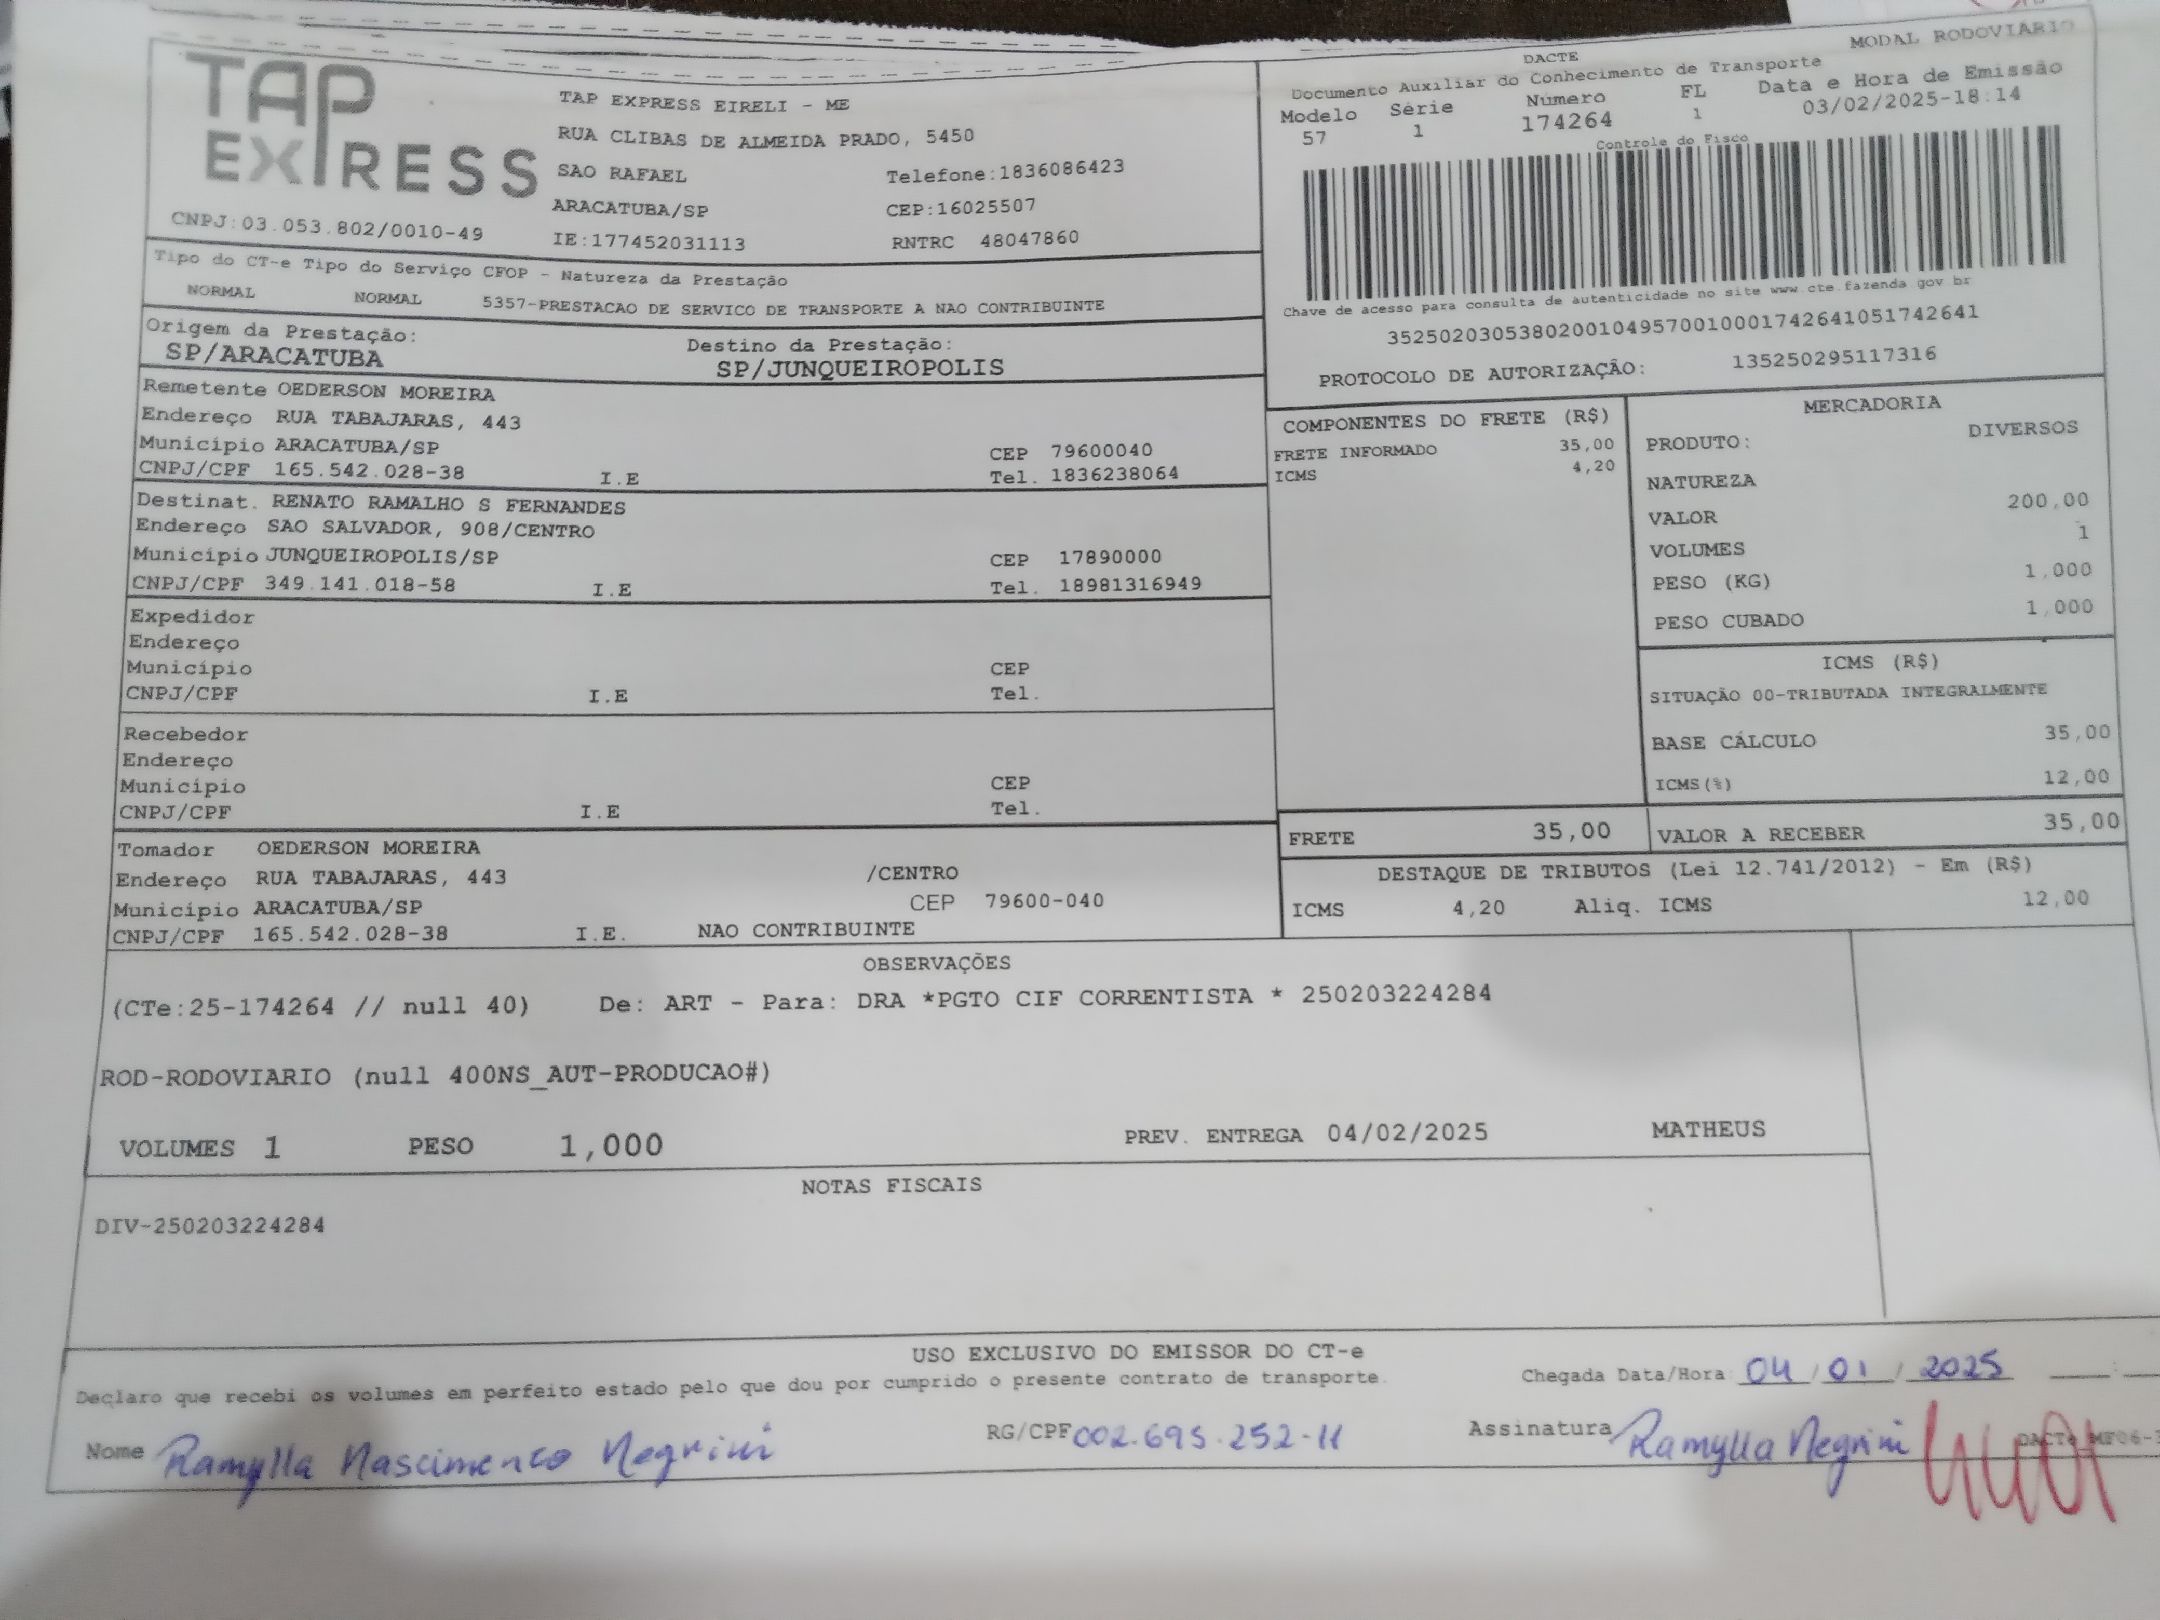 TAP EXPRESS
CNPJ:03.053.802/0010-49
TAP EXPRESS EIRELI - ME
RUA CLIBAS DE ALMEIDA PRADO, 5450
SAO RAFAEL Telefone:1836086423
ARACATUBA/SP CEP:16025507
IE:177452031113 RNTRC 48047860
DACTE MODAL RODOVIARIO
Documento Auxiliar do Conhecimento de Transporte
Modelo Série Número FL Data e Hora de Emissão
57 1 174264 1 03/02/2025-18:14
Controle do Fisco
Chave de acesso para consulta de autenticidade no site www.cte.fazenda.gov.br
35250203053802001049570010001742641051742641
PROTOCOLO DE AUTORIZAÇÃO: 135250295117316
Tipo do CT-e Tipo do Serviço CFOP - Natureza da Prestação
NORMAL NORMAL 5357-PRESTACAO DE SERVICO DE TRANSPORTE A NAO CONTRIBUINTE
Origem da Prestação: Destino da Prestação:
SP/ARACATUBA SP/JUNQUEIROPOLIS
Remetente OEDERSON MOREIRA
Endereço RUA TABAJARAS, 443
Município ARACATUBA/SP CEP 79600040
CNPJ/CPF 165.542.028-38 I.E Tel. 1836238064
Destinat. RENATO RAMALHO S FERNANDES
Endereço SAO SALVADOR, 908/CENTRO
Município JUNQUEIROPOLIS/SP CEP 17890000
CNPJ/CPF 349.141.018-58 I.E Tel. 18981316949
Expedidor
Endereço
Município CEP
CNPJ/CPF I.E Tel.
Recebedor
Endereço
Município CEP
CNPJ/CPF I.E Tel.
Tomador OEDERSON MOREIRA
Endereço RUA TABAJARAS, 443 /CENTRO
Município ARACATUBA/SP CEP 79600-040
CNPJ/CPF 165.542.028-38 I.E. NAO CONTRIBUINTE
COMPONENTES DO FRETE (R$)
FRETE INFORMADO 35,00
ICMS 4,20
MERCADORIA
PRODUTO: DIVERSOS
NATUREZA
VALOR 200,00
VOLUMES 1
PESO (KG) 1,000
PESO CUBADO 1,000
ICMS (R$)
SITUAÇÃO 00-TRIBUTADA INTEGRALMENTE
BASE CÁLCULO 35,00
ICMS(%) 12,00
FRETE 35,00 VALOR A RECEBER 35,00
DESTAQUE DE TRIBUTOS (Lei 12.741/2012) - Em (R$)
ICMS 4,20 Aliq. ICMS 12,00
OBSERVAÇÕES
(CTe:25-174264 // null 40) De: ART - Para: DRA *PGTO CIF CORRENTISTA * 250203224284
ROD-RODOVIARIO (null 400NS_AUT-PRODUCAO#)
VOLUMES 1 PESO 1,000 PREV. ENTREGA 04/02/2025 MATHEUS
NOTAS FISCAIS
DIV-250203224284
USO EXCLUSIVO DO EMISSOR DO CT-e
Declaro que recebi os volumes em perfeito estado pelo que dou por cumprido o presente contrato de transporte. Chegada Data/Hora 04/01/2025 __:__
Nome Ramylla Nascimento Negrini RG/CPF 002.695.252-11 Assinatura Ramylla Negrini